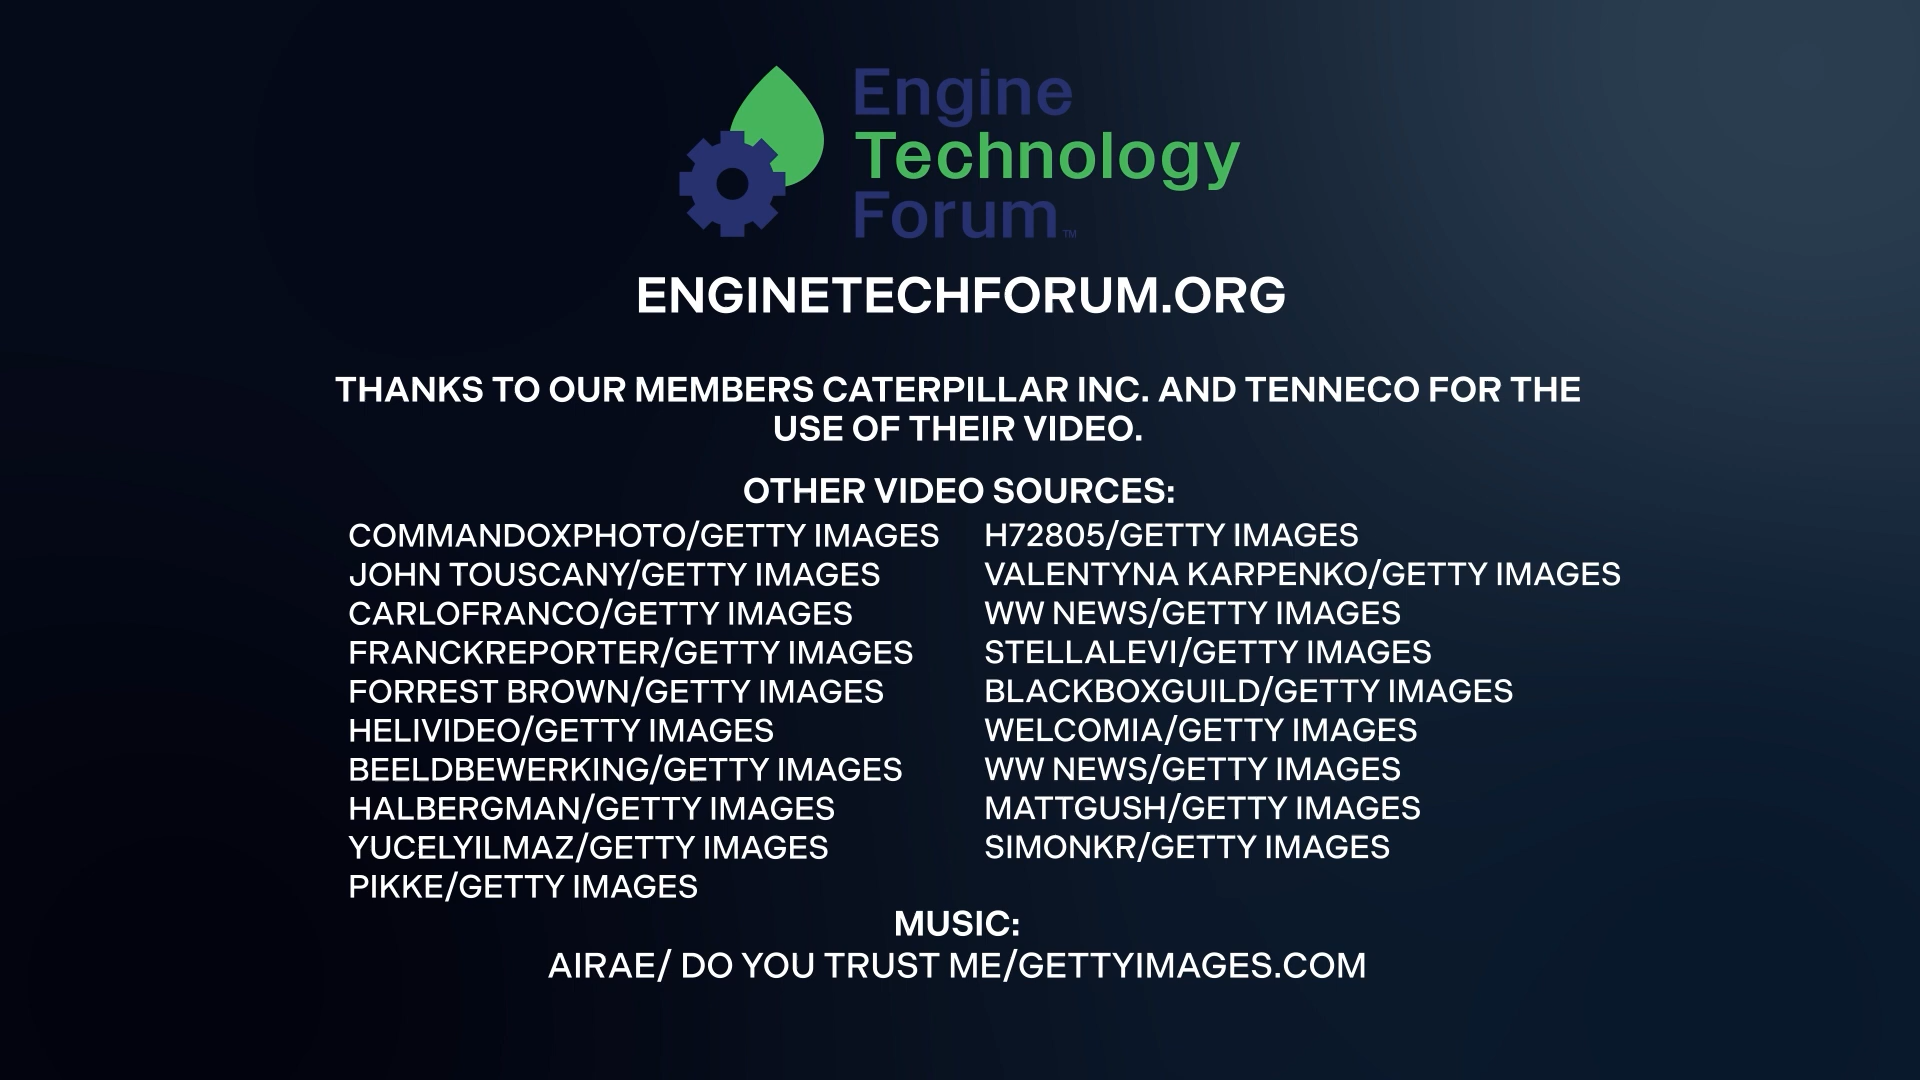 Engine
Technology
Forum™
ENGINETECHFORUM.ORG
THANKS TO OUR MEMBERS CATERPILLAR INC. AND TENNECO FOR THE
USE OF THEIR VIDEO.
OTHER VIDEO SOURCES:
COMMANDOXPHOTO/GETTY IMAGES
JOHN TOUSCANY/GETTY IMAGES
CARLOFRANCO/GETTY IMAGES
FRANCKREPORTER/GETTY IMAGES
FORREST BROWN/GETTY IMAGES
HELIVIDEO/GETTY IMAGES
BEELDBEWERKING/GETTY IMAGES
HALBERGMAN/GETTY IMAGES
YUCELYILMAZ/GETTY IMAGES
PIKKE/GETTY IMAGES
H72805/GETTY IMAGES
VALENTYNA KARPENKO/GETTY IMAGES
WW NEWS/GETTY IMAGES
STELLALEVI/GETTY IMAGES
BLACKBOXGUILD/GETTY IMAGES
WELCOMIA/GETTY IMAGES
WW NEWS/GETTY IMAGES
MATTGUSH/GETTY IMAGES
SIMONKR/GETTY IMAGES
MUSIC:
AIRAE/ DO YOU TRUST ME/GETTYIMAGES.COM